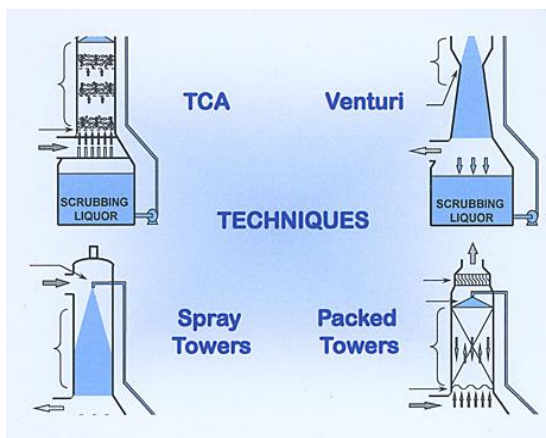 TCA
Venturi
SCRUBBING
LIQUOR
SCRUBBING
LIQUOR
TECHNIQUES
Spray
Towers
Packed
Towers